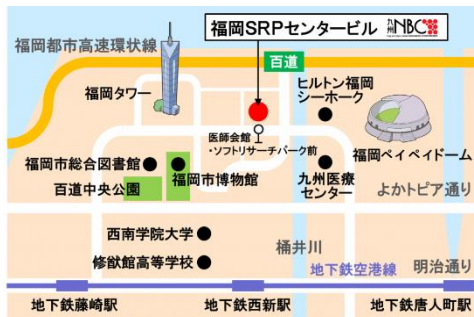 福岡SRPセンタービル
九州NBC
福岡都市高速環状線
百道
福岡タワー
ヒルトン福岡
シーホーク
医師会館
・ソフトリサーチパーク前
福岡ペイペイドーム
福岡市総合図書館
福岡市博物館
九州医療
センター
百道中央公園
よかトピア通り
西南学院大学
樋井川
修猷館高等学校
明治通り
地下鉄空港線
地下鉄藤崎駅
地下鉄西新駅
地下鉄唐人町駅